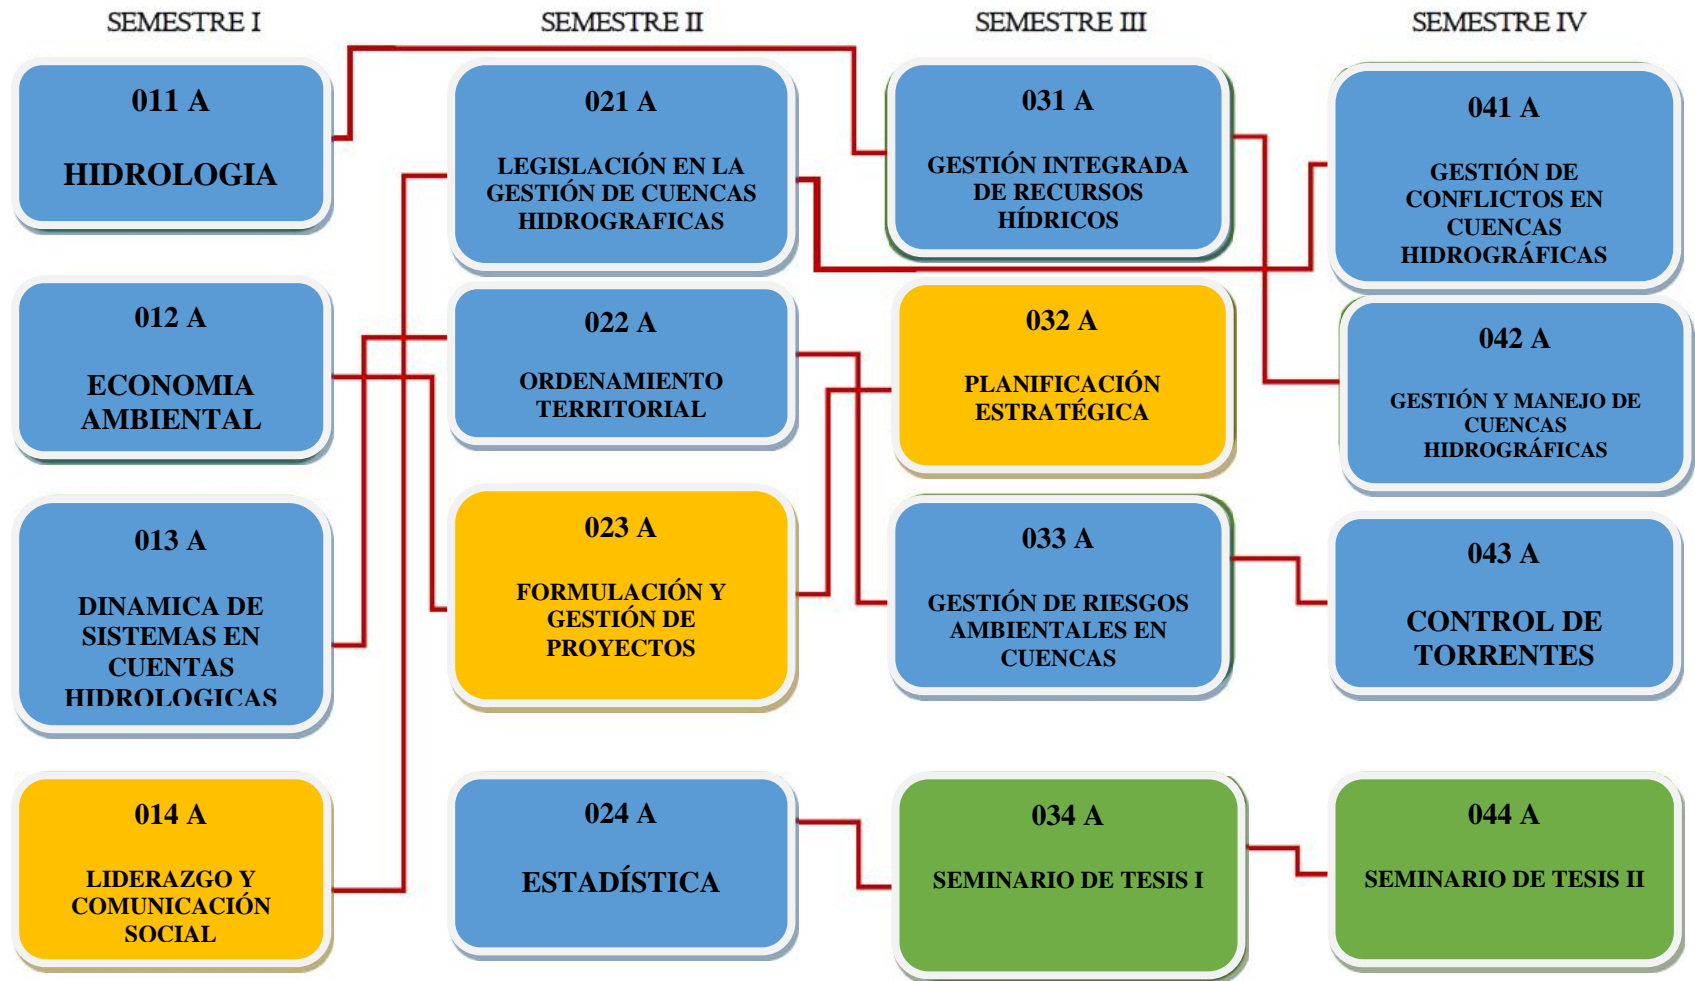 SEMESTRE I
SEMESTRE II
SEMESTRE III
SEMESTRE IV
011 A
HIDROLOGIA
012 A
ECONOMIA
AMBIENTAL
013 A
DINAMICA DE
SISTEMAS EN
CUENTAS
HIDROLOGICAS
014 A
LIDERAZGO Y
COMUNICACIÓN
SOCIAL
021 A
LEGISLACIÓN EN LA
GESTIÓN DE CUENCAS
HIDROGRAFICAS
022 A
ORDENAMIENTO
TERRITORIAL
023 A
FORMULACIÓN Y
GESTIÓN DE
PROYECTOS
024 A
ESTADÍSTICA
031 A
GESTIÓN INTEGRADA
DE RECURSOS
HÍDRICOS
032 A
PLANIFICACIÓN
ESTRATÉGICA
033 A
GESTIÓN DE RIESGOS
AMBIENTALES EN
CUENCAS
034 A
SEMINARIO DE TESIS I
041 A
GESTIÓN DE
CONFLICTOS EN
CUENCAS
HIDROGRÁFICAS
042 A
GESTIÓN Y MANEJO DE
CUENCAS
HIDROGRÁFICAS
043 A
CONTROL DE
TORRENTES
044 A
SEMINARIO DE TESIS II